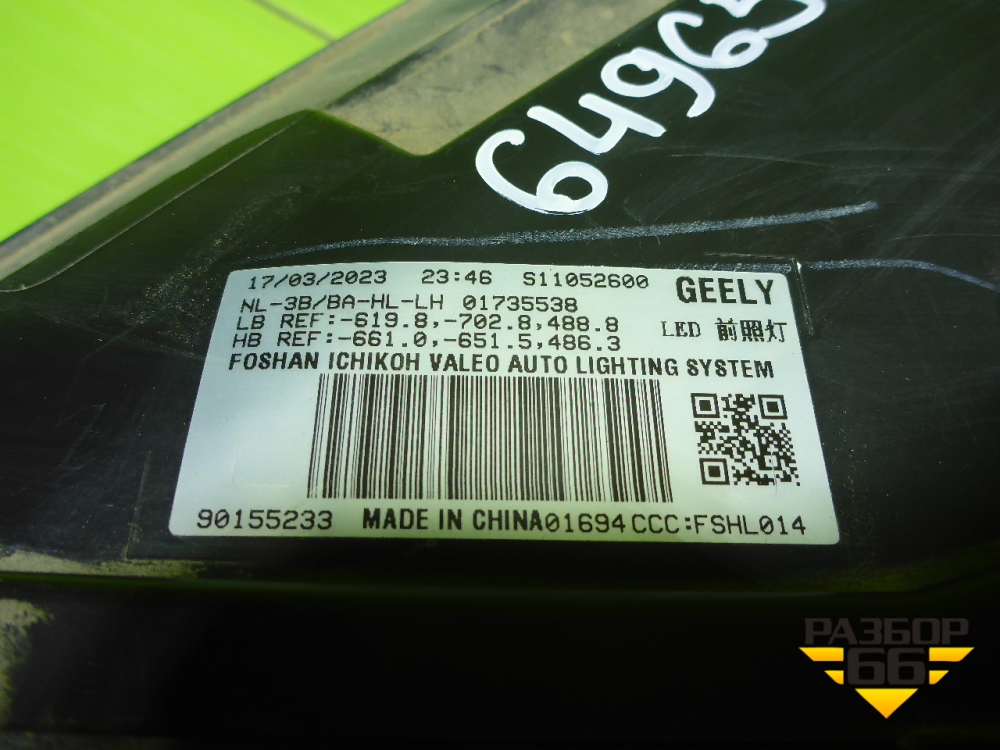 64965
17/03/2023 23:46 S11052600 GEELY
NL-3B/BA-HL-LH 01735538
LB REF:-619.8,-702.8,488.8 LED 前照灯
HB REF:-661.0,-651.5,486.3
FOSHAN ICHIKOH VALEO AUTO LIGHTING SYSTEM
90155233 MADE IN CHINA01694 CCC:FSHL014
РАЗБОР
66